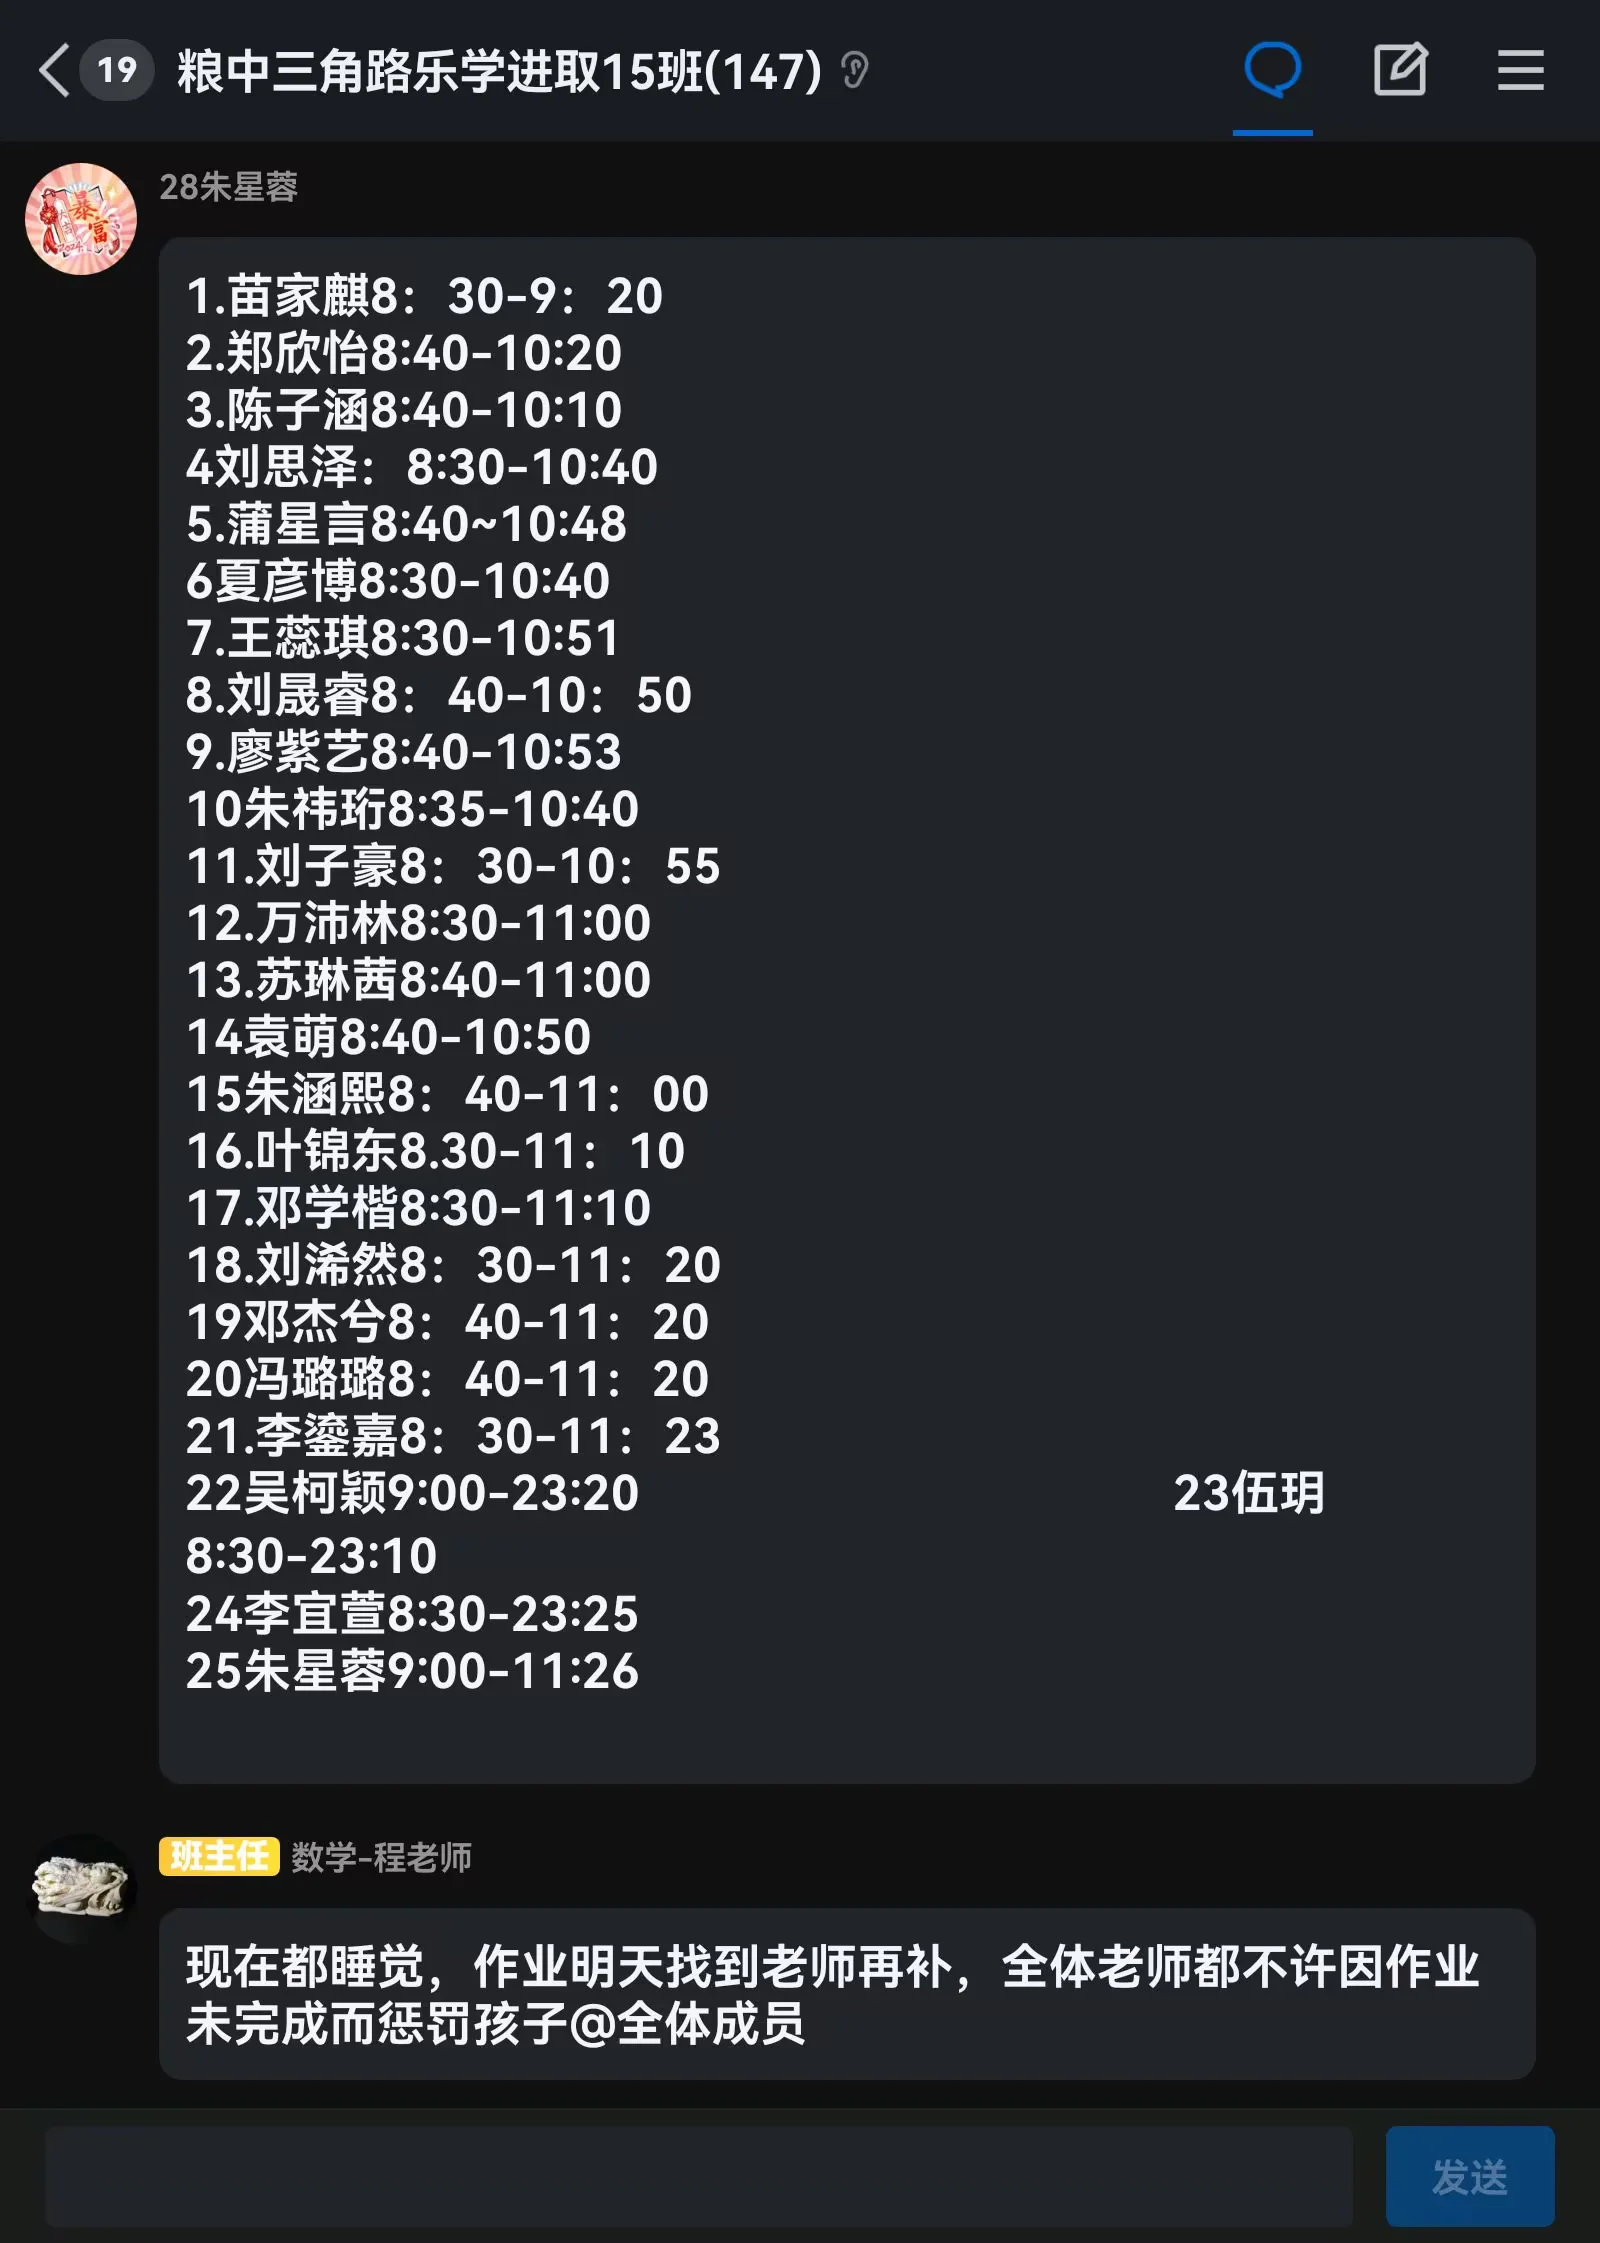 19
粮中三角路乐学进取15班(147)
28朱星蓉
1.苗家麒8：30-9：20
2.郑欣怡8:40-10:20
3.陈子涵8:40-10:10
4刘思泽：8:30-10:40
5.蒲星言8:40~10:48
6夏彦博8:30-10:40
7.王蕊琪8:30-10:51
8.刘晟睿8：40-10：50
9.廖紫艺8:40-10:53
10朱祎珩8:35-10:40
11.刘子豪8：30-10：55
12.万沛林8:30-11:00
13.苏琳茜8:40-11:00
14袁萌8:40-10:50
15朱涵熙8：40-11：00
16.叶锦东8.30-11：10
17.邓学楷8:30-11:10
18.刘浠然8：30-11：20
19邓杰兮8：40-11：20
20冯璐璐8：40-11：20
21.李鎏嘉8：30-11：23
22吴柯颖9:00-23:20 23伍玥
8:30-23:10
24李宜萱8:30-23:25
25朱星蓉9:00-11:26
班主任 数学-程老师
现在都睡觉，作业明天找到老师再补，全体老师都不许因作业
未完成而惩罚孩子@全体成员
发送